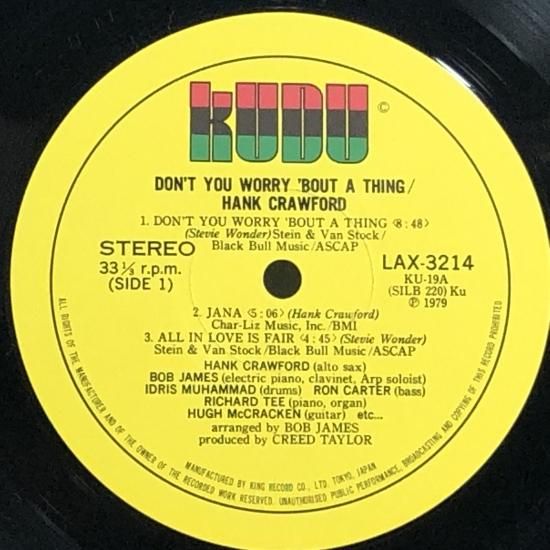 KUDU ©
DON'T YOU WORRY 'BOUT A THING/
HANK CRAWFORD
1. DON'T YOU WORRY 'BOUT A THING <8:48>
(Stevie Wonder) Stein & Van Stock/
Black Bull Music/ASCAP
STEREO
33 1/3 r.p.m.
(SIDE 1)
LAX-3214
KU-19A
(SILB 220) Ku
℗ 1979
2. JANA <5:06> (Hank Crawford)
Char-Liz Music, Inc./BMI
3. ALL IN LOVE IS FAIR <4:45> (Stevie Wonder)
Stein & Van Stock/Black Bull Music/ASCAP
HANK CRAWFORD (alto sax)
BOB JAMES (electric piano, clavinet, Arp soloist)
IDRIS MUHAMMAD (drums) RON CARTER (bass)
RICHARD TEE (piano, organ)
HUGH McCRACKEN (guitar) etc...
arranged by BOB JAMES
produced by CREED TAYLOR
MANUFACTURED BY KING RECORD CO., LTD. TOKYO, JAPAN
ALL RIGHTS OF THE MANUFACTURER AND OF THE OWNER OF THE RECORDED WORK RESERVED. UNAUTHORISED PUBLIC PERFORMANCE, BROADCASTING AND COPYING OF THIS RECORD PROHIBITED